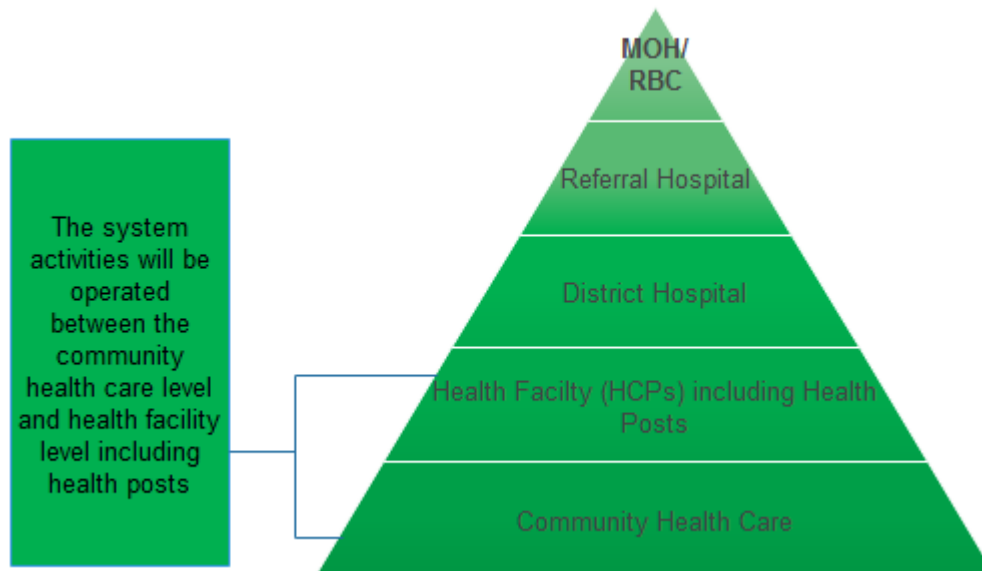 MOH/
RBC
Referral Hospital
District Hospital
Health Facilty (HCPs) including Health
Posts
Community Health Care
The system
activities will be
operated
between the
community
health care level
and health facility
level including
health posts